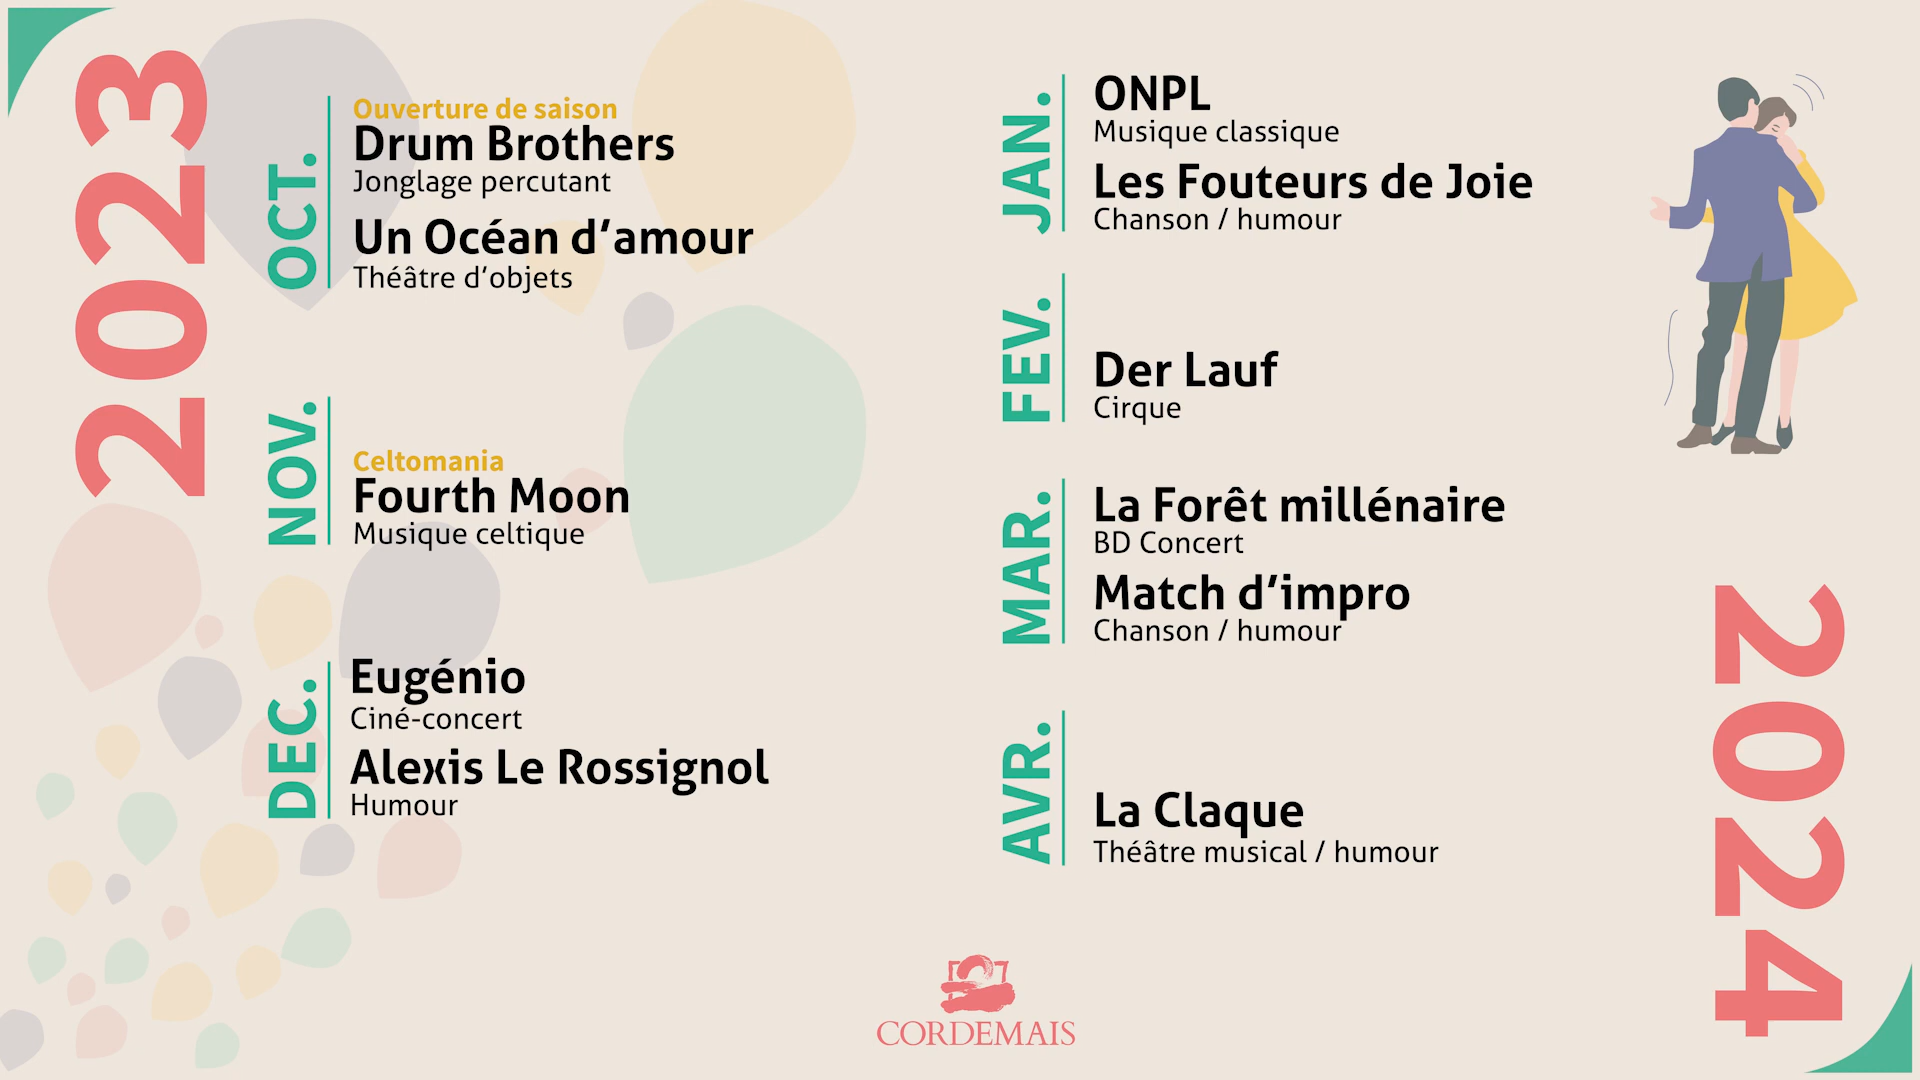 2023
OCT.
Ouverture de saison
Drum Brothers
Jonglage percutant
Un Océan d’amour
Théâtre d’objets
NOV.
Celtomania
Fourth Moon
Musique celtique
DEC.
Eugénio
Ciné-concert
Alexis Le Rossignol
Humour
JAN.
ONPL
Musique classique
Les Fouteurs de Joie
Chanson / humour
FEV.
Der Lauf
Cirque
MAR.
La Forêt millénaire
BD Concert
Match d’impro
Chanson / humour
AVR.
La Claque
Théâtre musical / humour
2024
CORDEMAIS